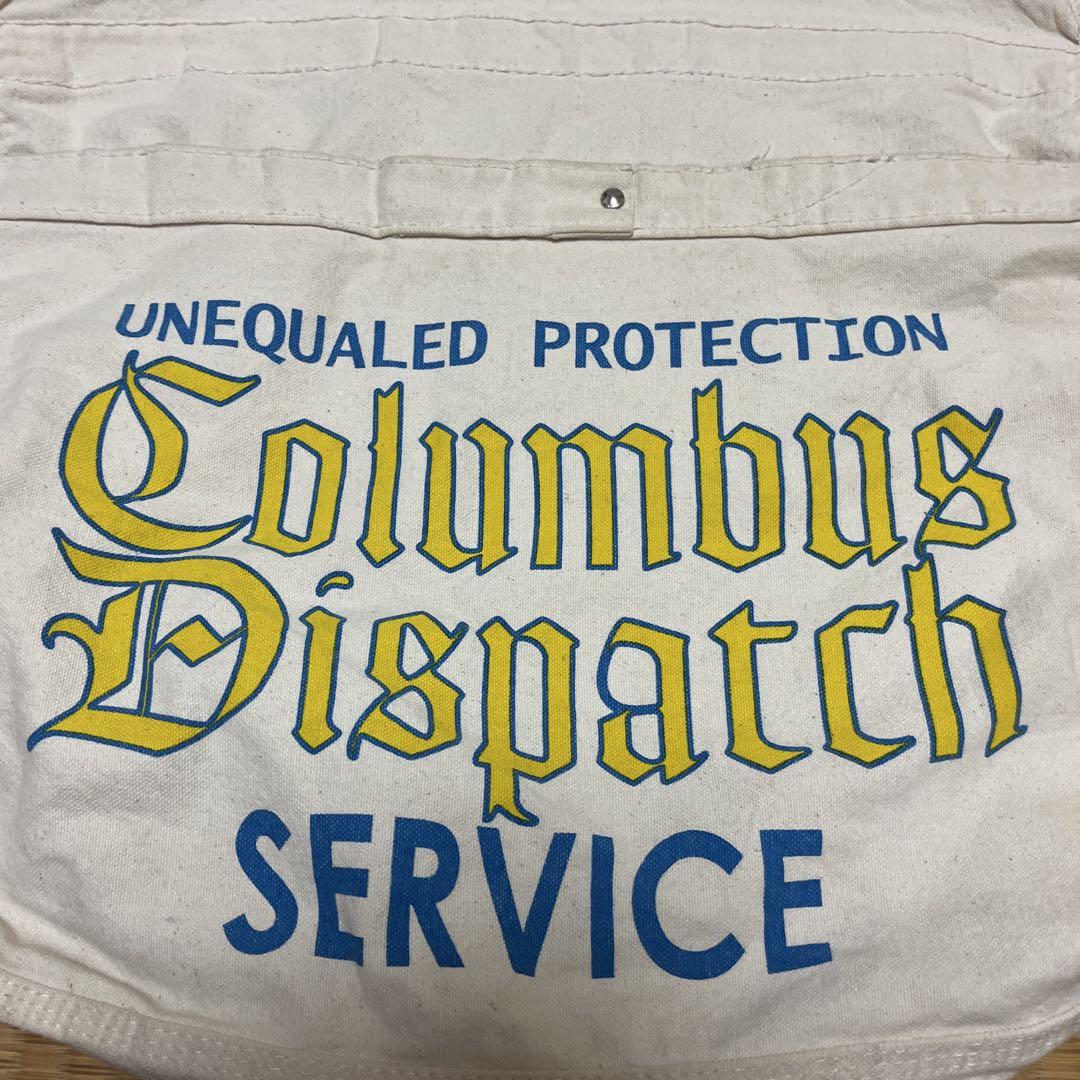 UNEQUALED PROTECTION
Columbus
Dispatch
SERVICE